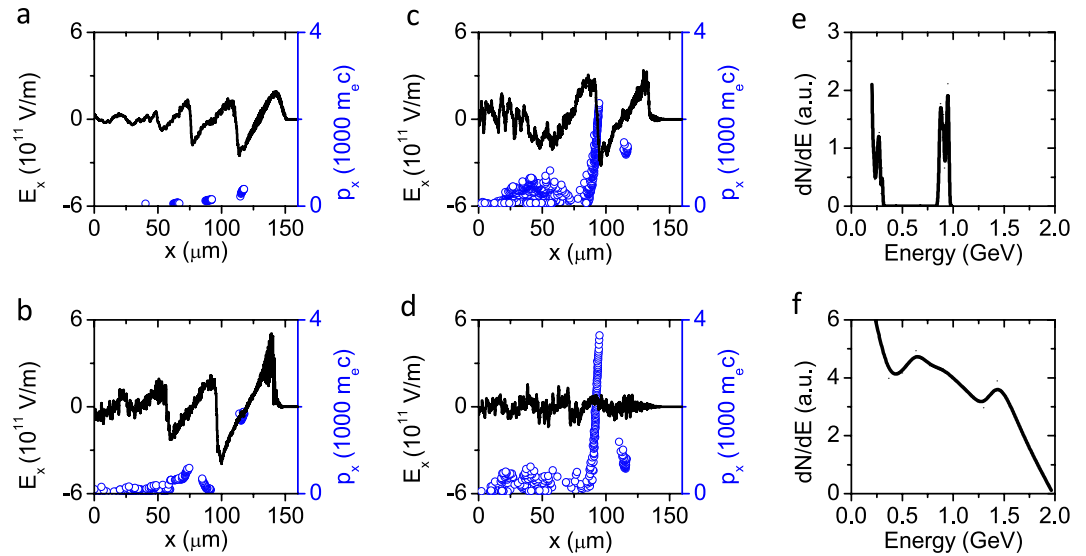 a
c
e
6
0
-6
E_x (10^11 V/m)
4
2
0
p_x (1000 m_e c)
0 50 100 150
x (μm)
6
0
-6
E_x (10^11 V/m)
4
2
0
p_x (1000 m_e c)
0 50 100 150
x (μm)
3
2
1
0
dN/dE (a.u.)
0.0 0.5 1.0 1.5 2.0
Energy (GeV)
b
d
f
6
0
-6
E_x (10^11 V/m)
4
2
0
p_x (1000 m_e c)
0 50 100 150
x (μm)
6
0
-6
E_x (10^11 V/m)
4
2
0
p_x (1000 m_e c)
0 50 100 150
x (μm)
6
4
2
0
dN/dE (a.u.)
0.0 0.5 1.0 1.5 2.0
Energy (GeV)